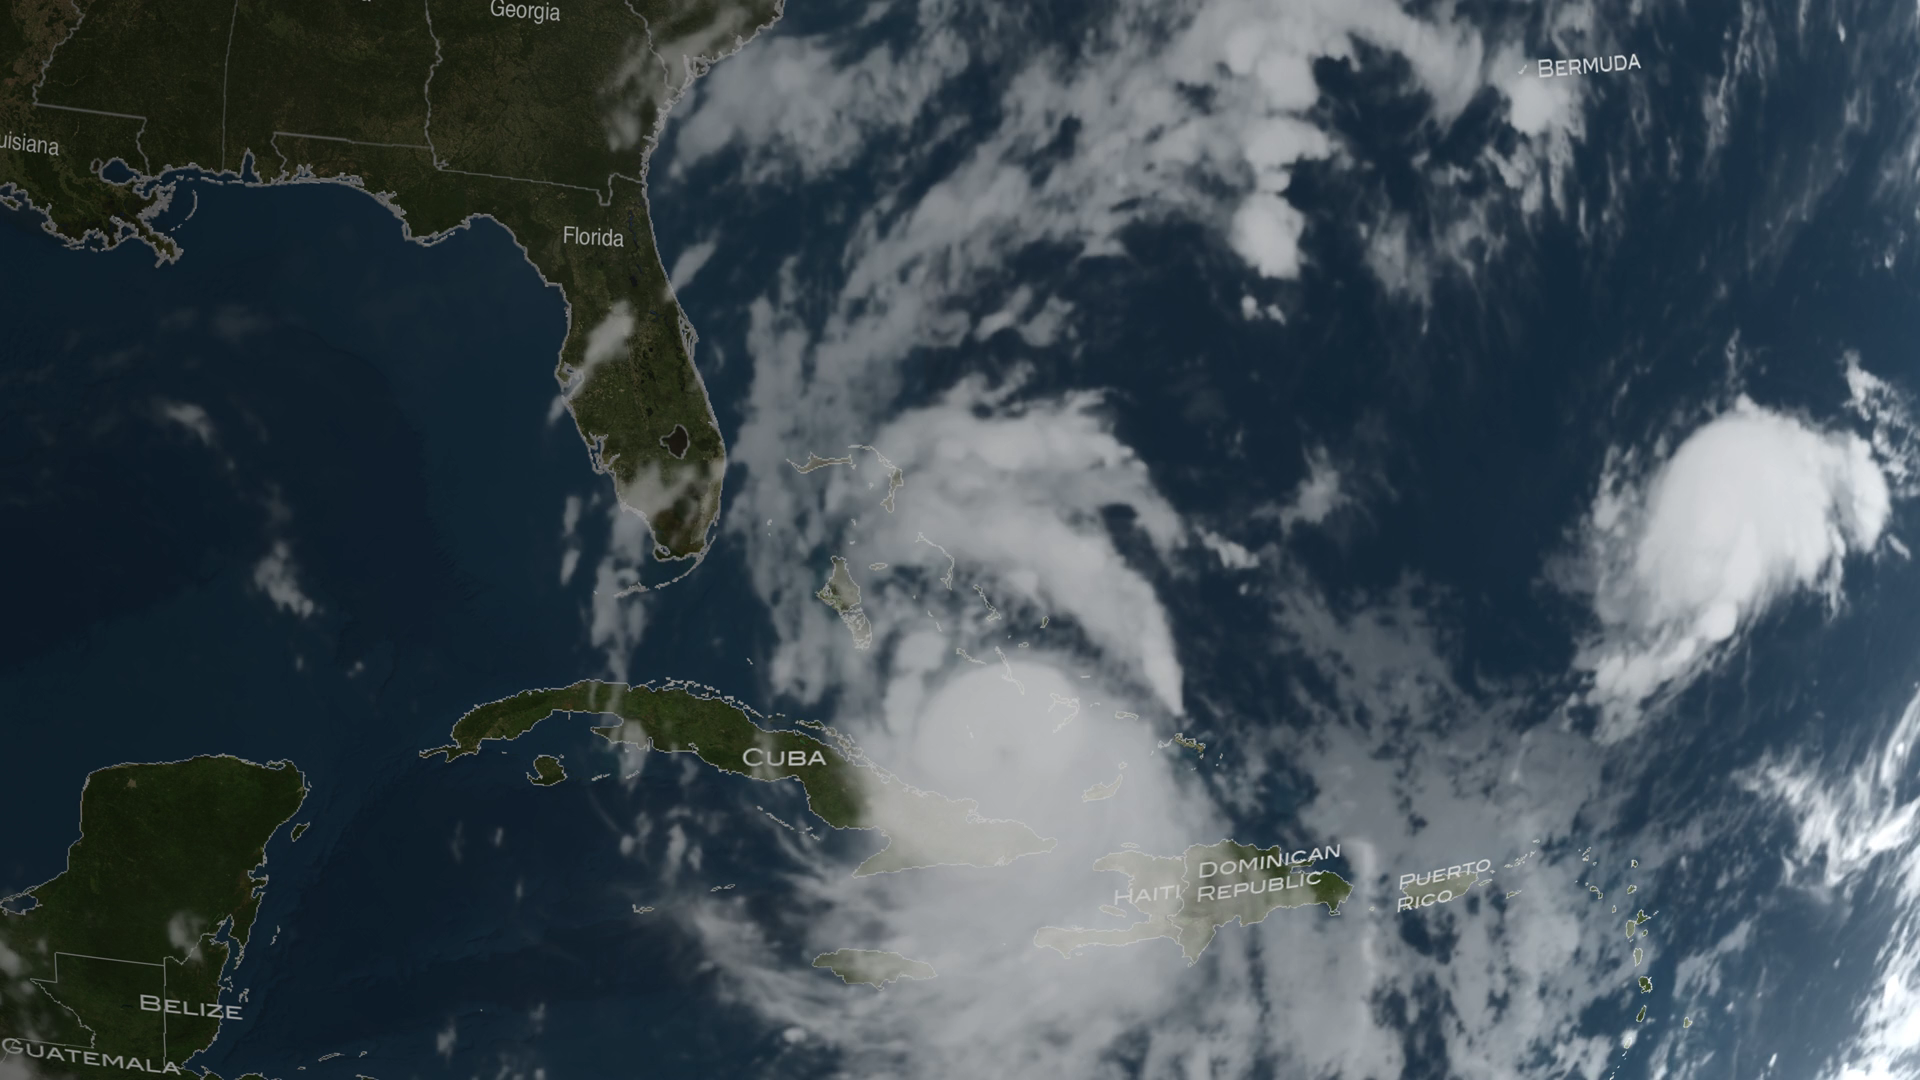 Georgia
BERMUDA
uisiana
Florida
CUBA
DOMINICAN
REPUBLIC
HAITI
PUERTO
RICO
BELIZE
GUATEMALA